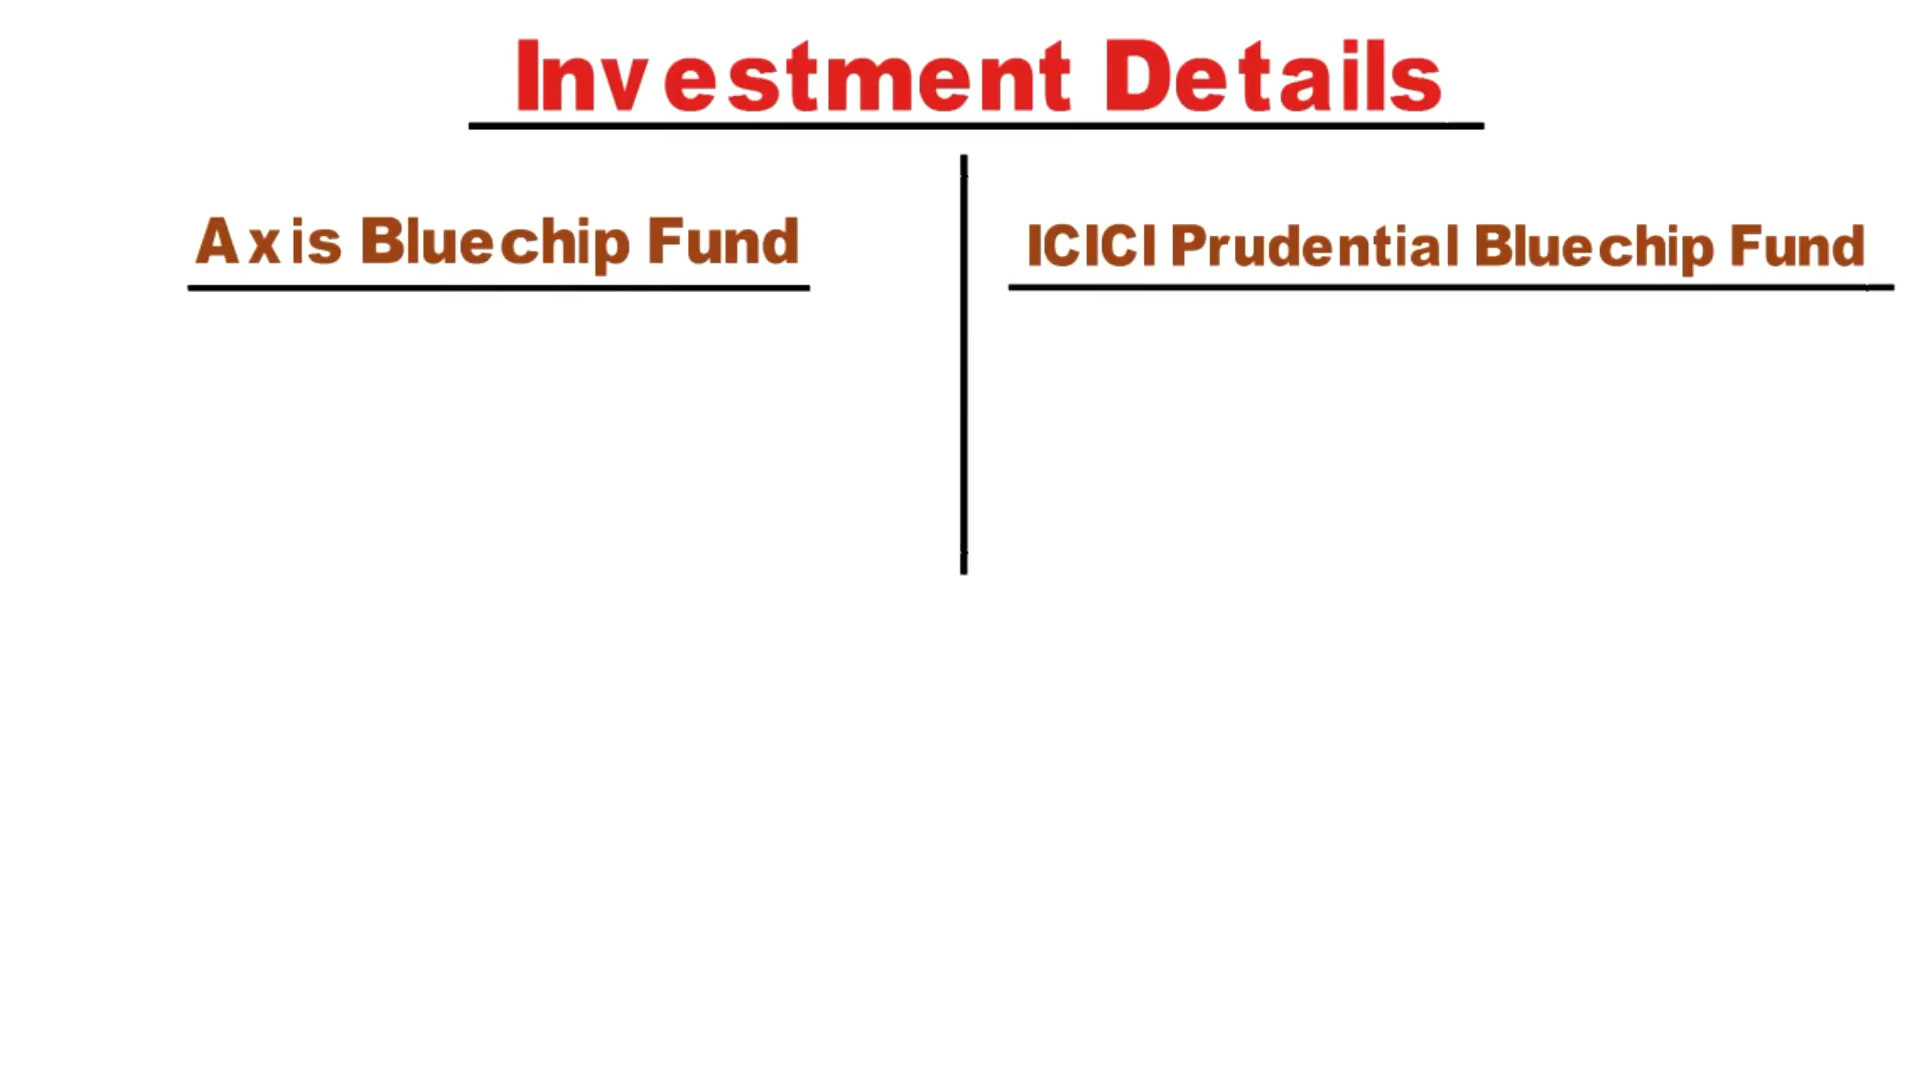 Investment Details
Axis Bluechip Fund
ICICI Prudential Bluechip Fund